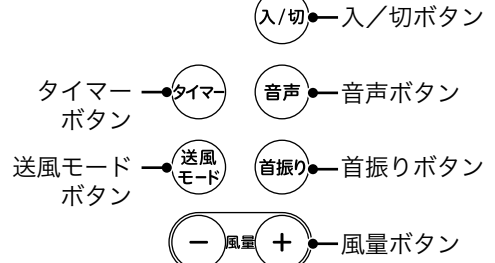 入/切
入／切ボタン
タイマー
ボタン
タイマー
音声
音声ボタン
送風モード
ボタン
送風
モード
首振り
首振りボタン
－
風量
＋
風量ボタン